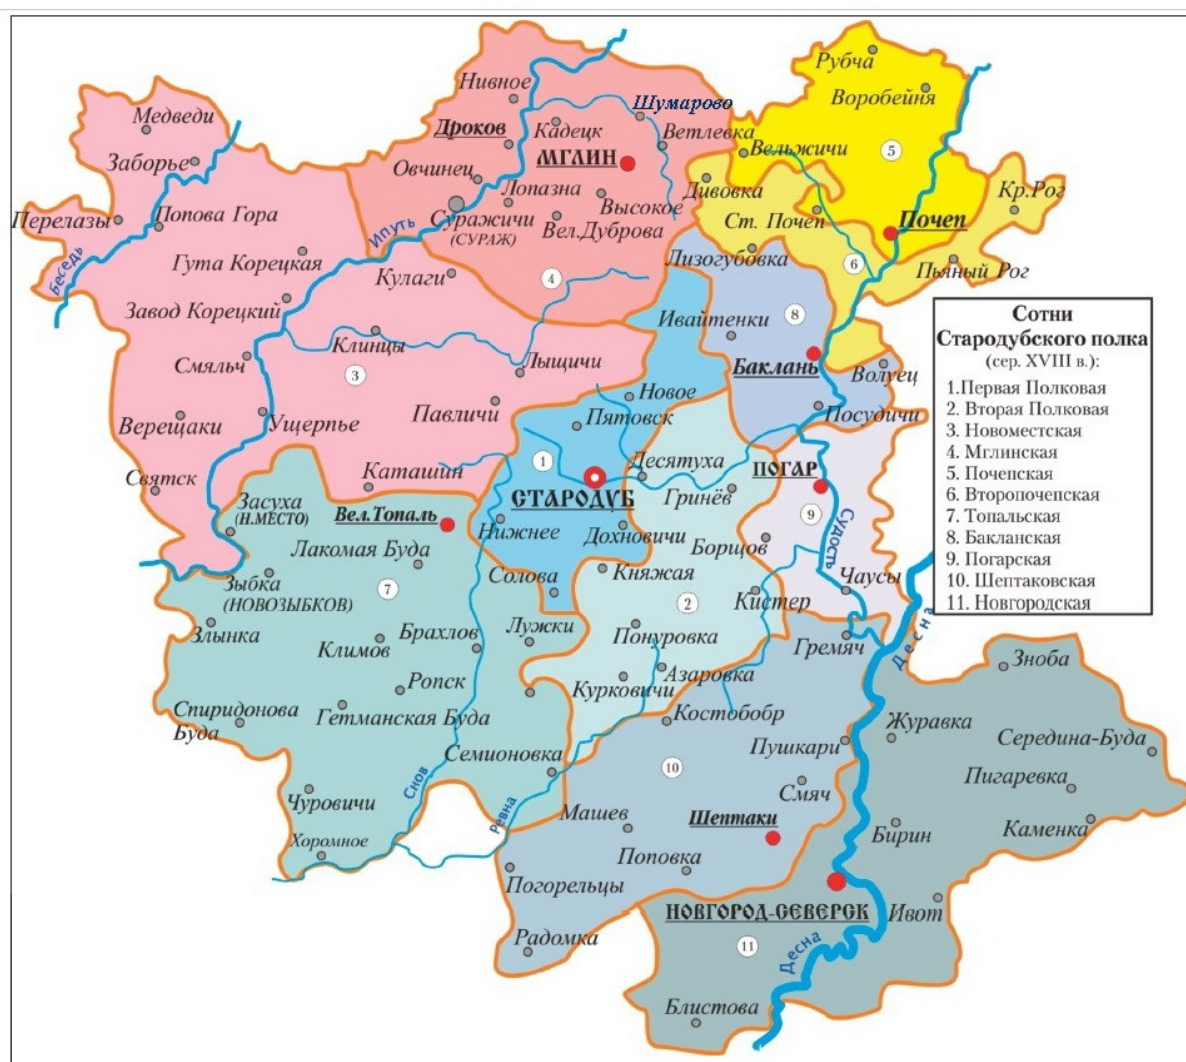 Рубча
Воробейня
Нивное
Шумарово
Медведи
Дроков
Кадецк
Ветлевка
Вельжичи
5
Заборье
МГЛИН
Овчинец
Лопазна
Дивовка
Кр.Рог
Перелазы
Попова Гора
Ипуть
Суражичи
(СУРАЖ)
Высокое
Вел.Дуброва
Ст. Почеп
Почеп
Беседь
Гута Корецкая
Кулаги
4
Лизогубовка
6
Пьяный Рог
Завод Корецкий
Ивайтенки
8
Сотни
Стародубского полка
(сер. XVIII в.):
1.Первая Полковая
2. Вторая Полковая
3. Новоместская
4. Мглинская
5. Почепская
6. Второпочепская
7. Топальская
8. Бакланская
9. Погарская
10. Шептаковская
11. Новгородская
Клинцы
Смяльч
3
Лыщичи
Баклань
Волуец
Новое
Верещаки
Ущерпье
Павличи
Пятовск
Посудичи
Святск
Каташин
1
Десятуха
ПОГАР
СТАРОДУБ
Гринёв
Засуха
(Н.МЕСТО)
Вел.Топаль
Нижнее
Дохновичи
9
Судость
Лакомая Буда
Борщов
Зыбка
(НОВОЗЫБКОВ)
7
Солова
Княжая
2
Кистер
Чаусы
Злынка
Климов
Брахлов
Лужки
Понуровка
Гремяч
Десна
Зноба
Ропск
Курковичи
Азаровка
Спиридонова
Буда
Гетманская Буда
Костобобр
Журавка
Пушкари
Середина-Буда
Семионовка
10
Снов
Смяч
Пигаревка
Чуровичи
Ревна
Машев
Шептаки
Бирин
Каменка
Хоромное
Поповка
Погорельцы
НОВГОРОД-СЕВЕРСК
Ивот
Радомка
11
Десна
Блистова